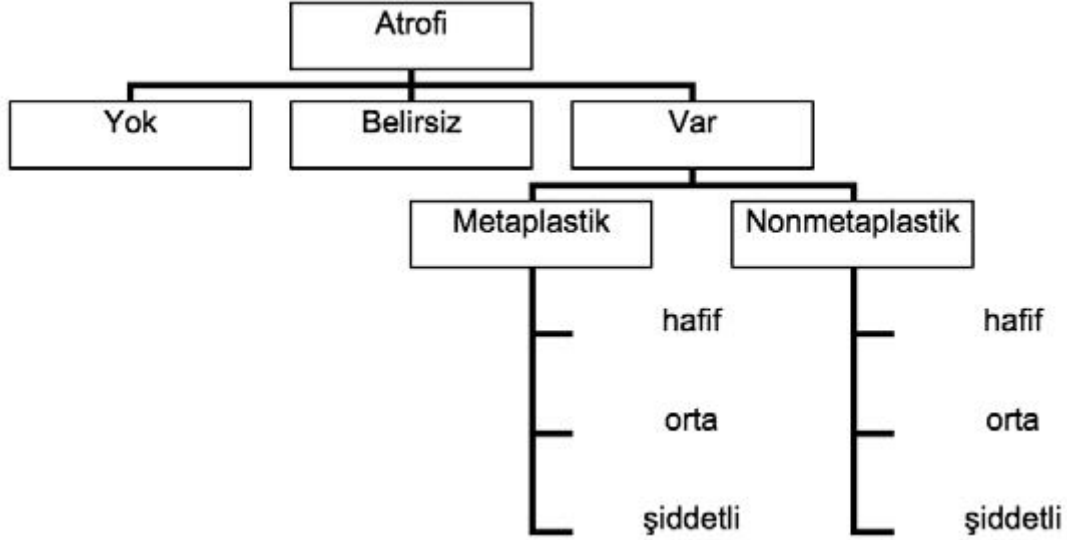 Atrofi
Yok
Belirsiz
Var
Metaplastik
Nonmetaplastik
hafif
hafif
orta
orta
şiddetli
şiddetli